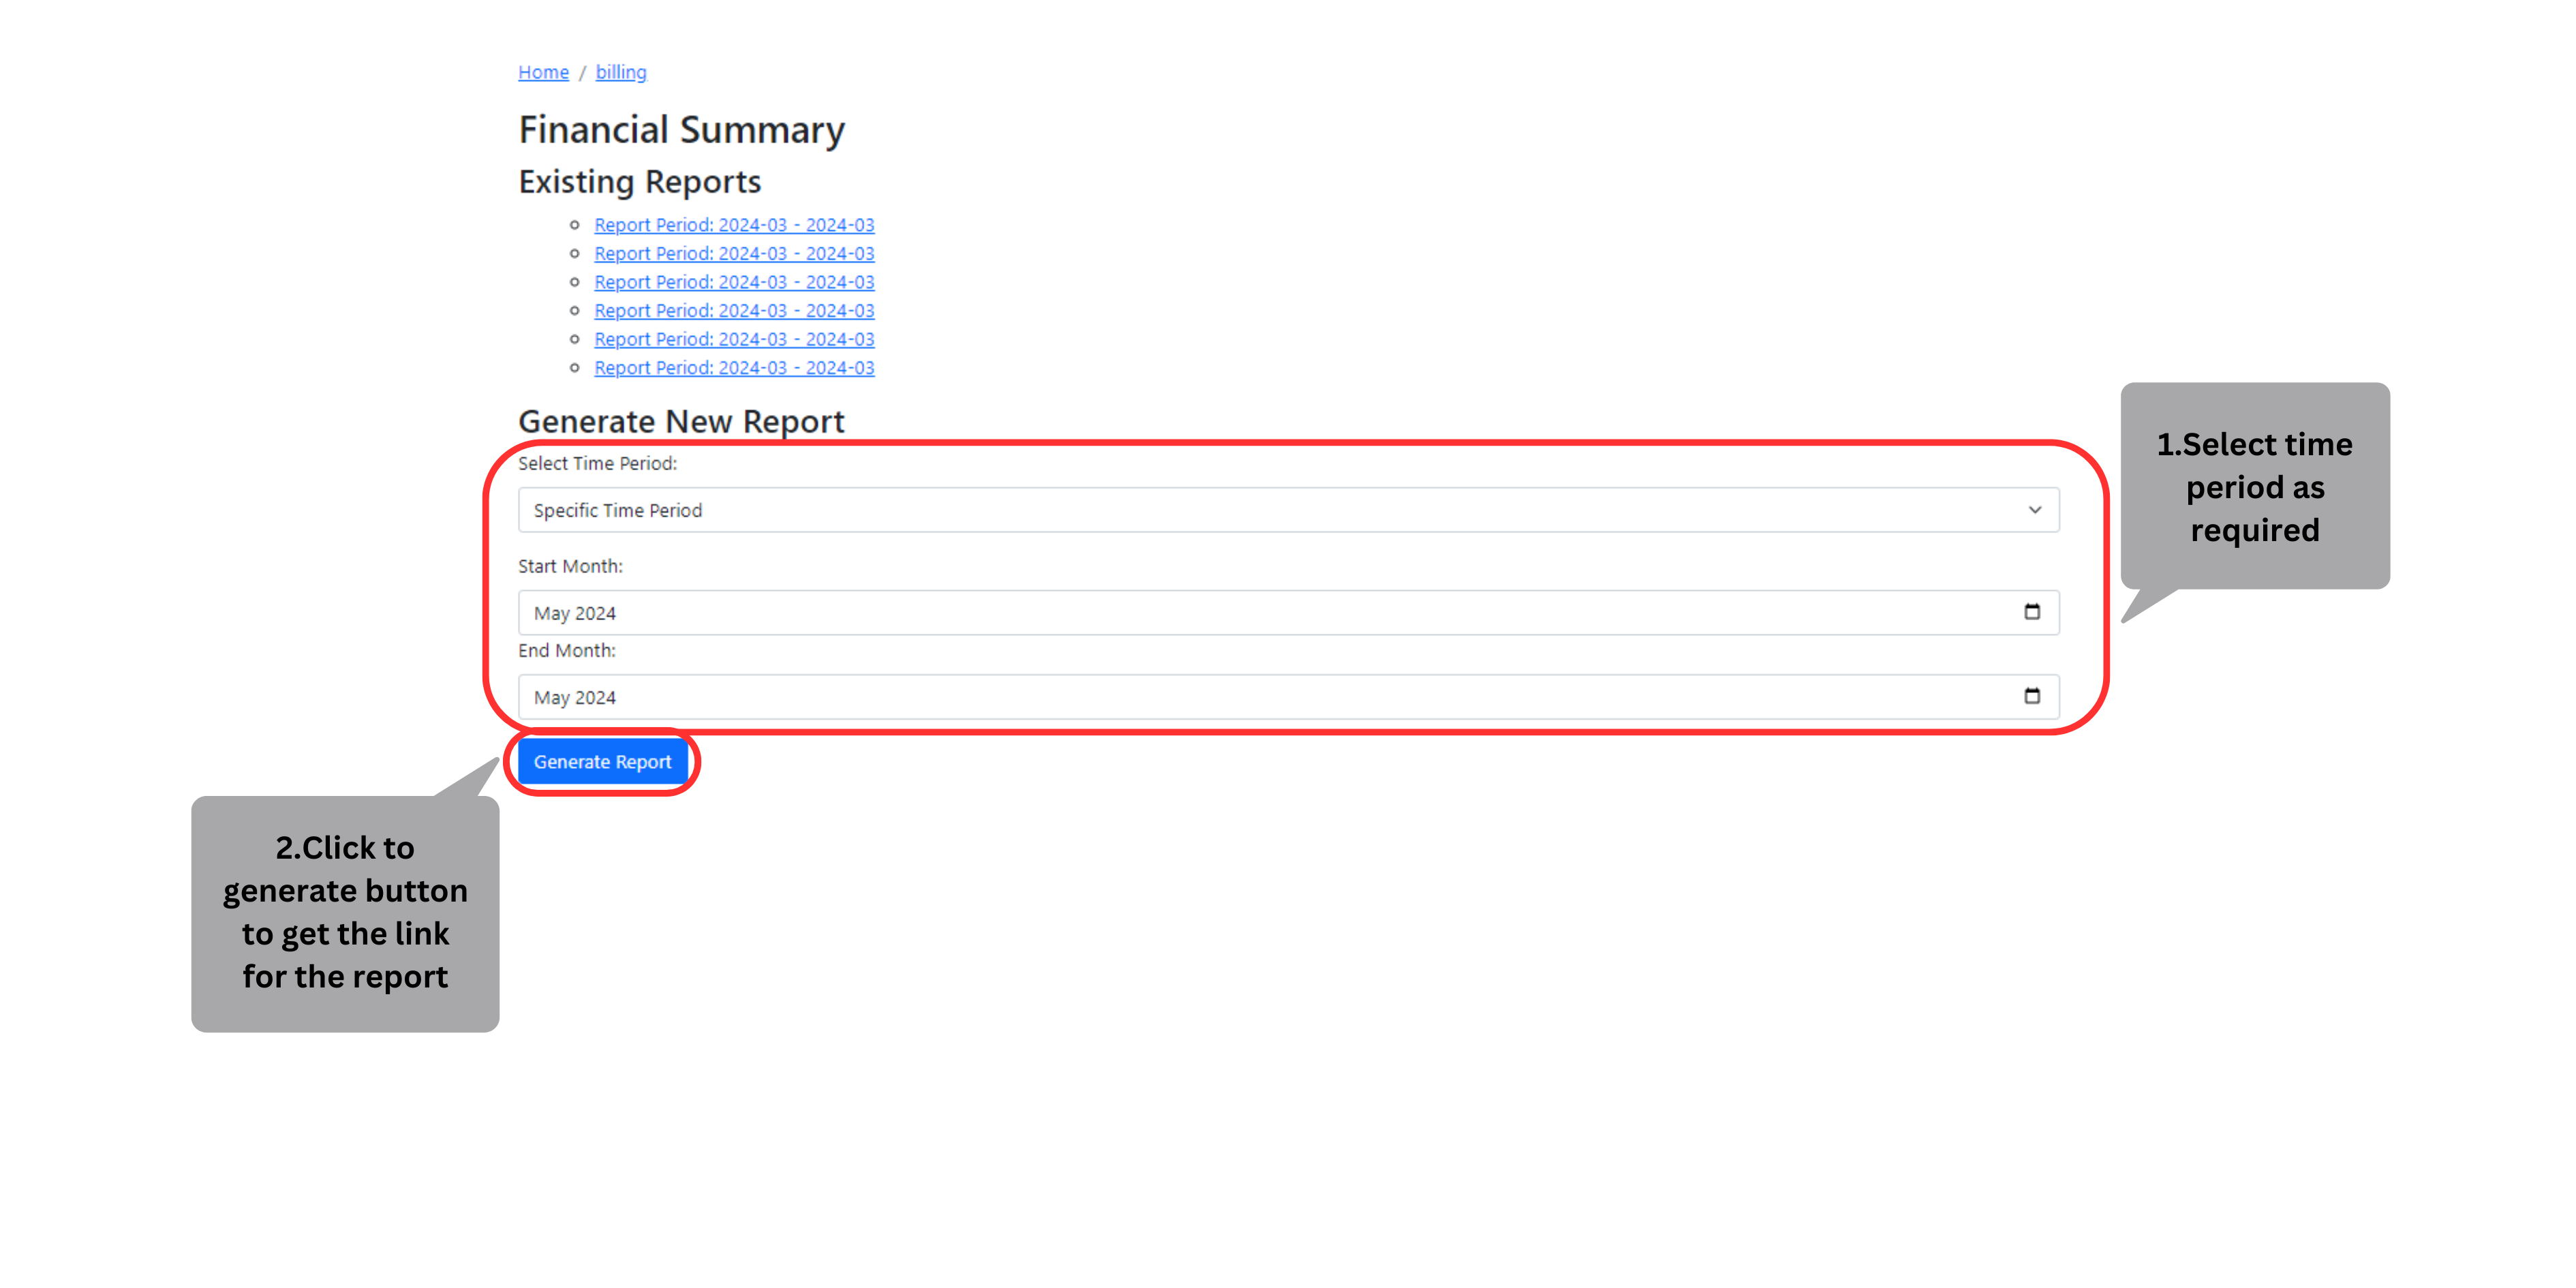 Home / billing
Financial Summary
Existing Reports
Report Period: 2024-03 - 2024-03
Report Period: 2024-03 - 2024-03
Report Period: 2024-03 - 2024-03
Report Period: 2024-03 - 2024-03
Report Period: 2024-03 - 2024-03
Report Period: 2024-03 - 2024-03
Generate New Report
Select Time Period:
Specific Time Period
Start Month:
May 2024
End Month:
May 2024
Generate Report
1.Select time
period as
required
2.Click to
generate button
to get the link
for the report